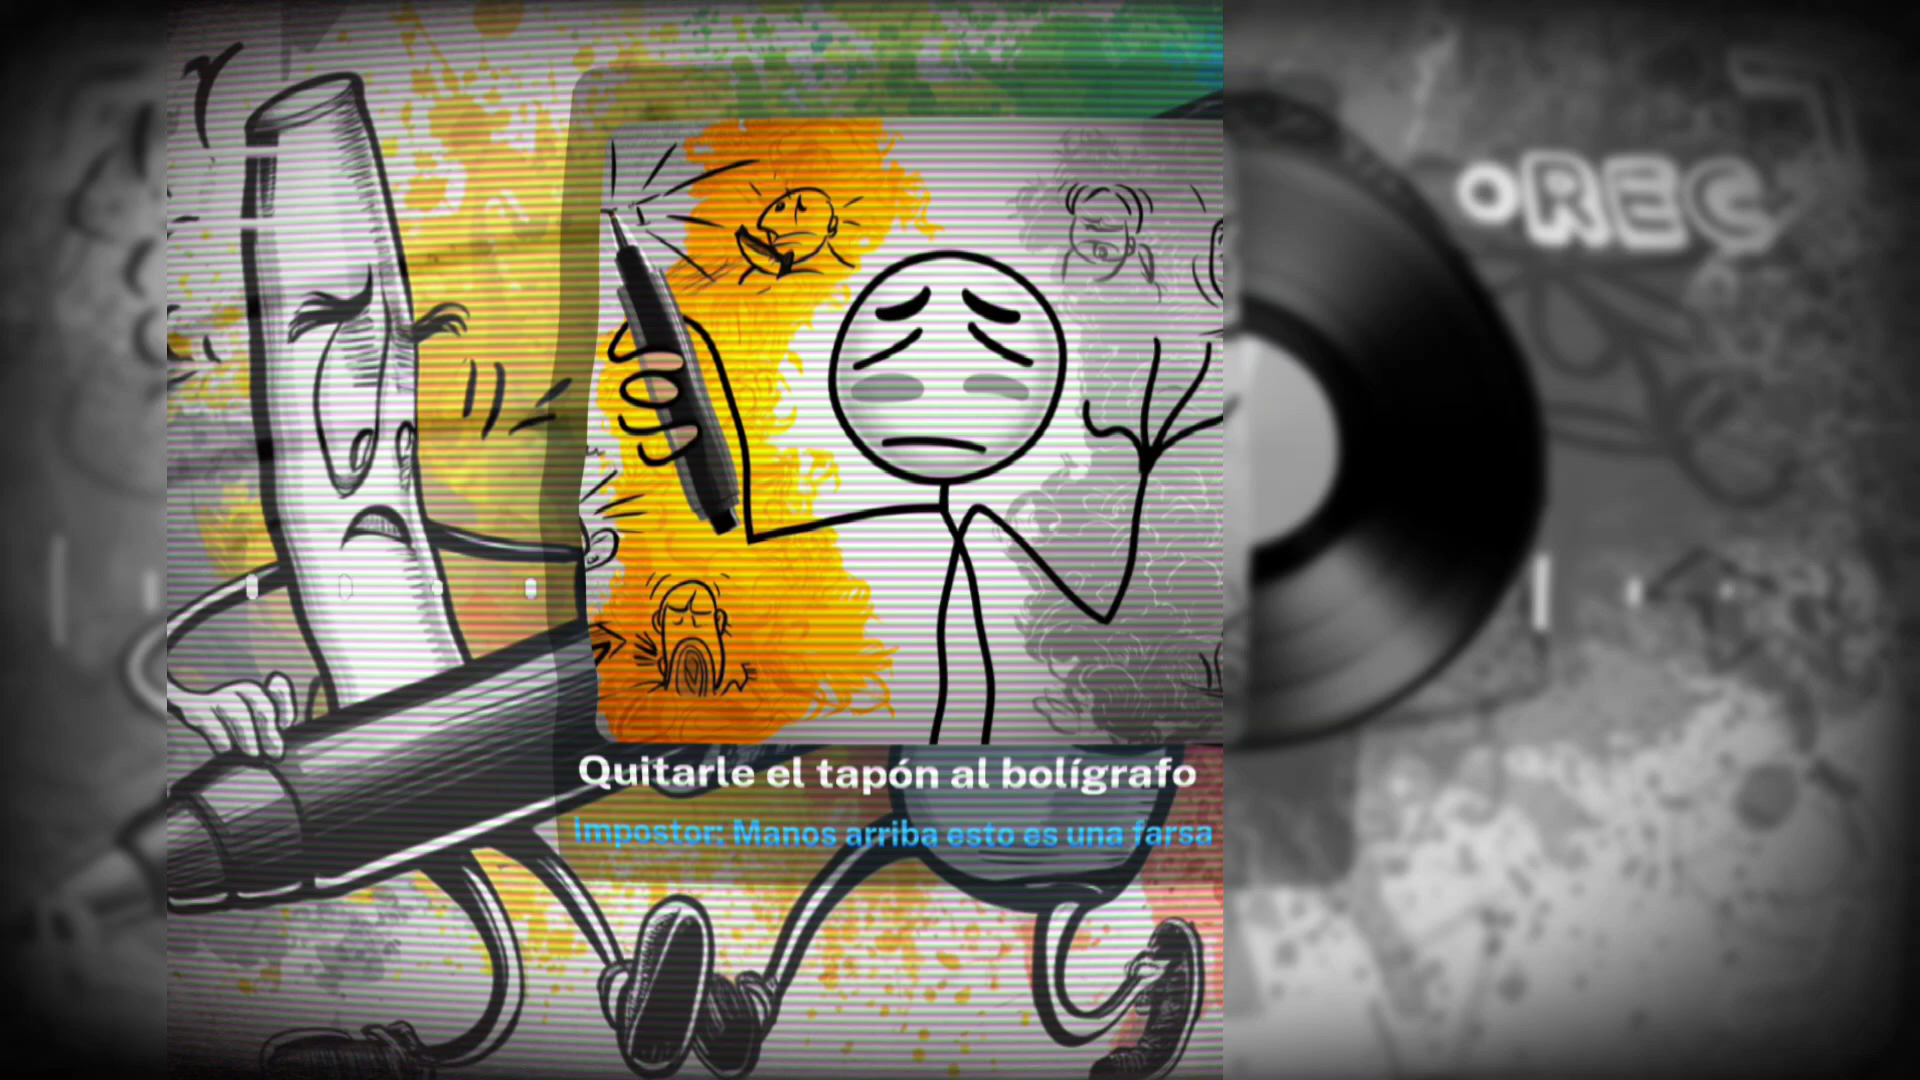 REC
Quitarle el tapón al bolígrafo
Impostor: Manos arriba esto es una farsa